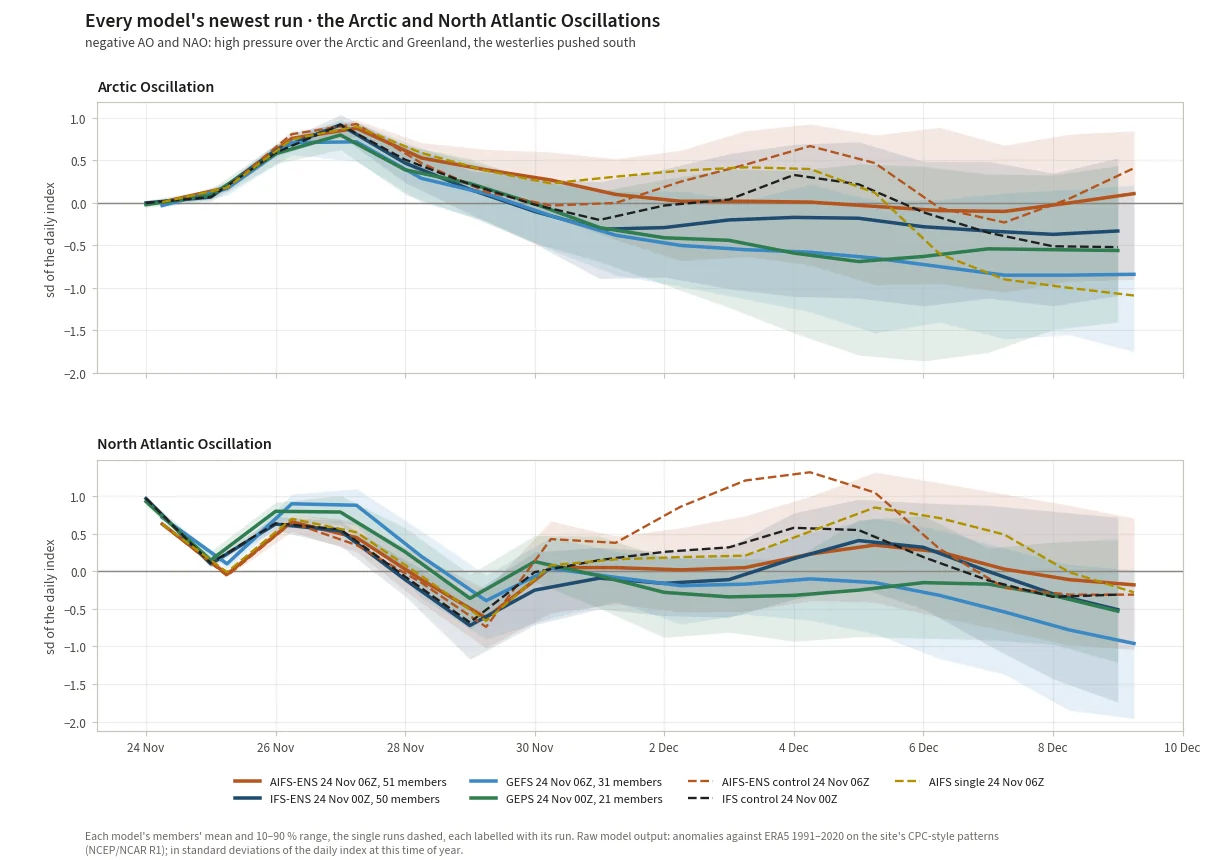 Every model's newest run · the Arctic and North Atlantic Oscillations
negative AO and NAO: high pressure over the Arctic and Greenland, the westerlies pushed south
Arctic Oscillation
1.0
0.5
0.0
−0.5
−1.0
−1.5
−2.0
sd of the daily index
North Atlantic Oscillation
1.0
0.5
0.0
−0.5
−1.0
−1.5
−2.0
sd of the daily index
24 Nov 26 Nov 28 Nov 30 Nov 2 Dec 4 Dec 6 Dec 8 Dec 10 Dec
AIFS-ENS 24 Nov 06Z, 51 members GEFS 24 Nov 06Z, 31 members AIFS-ENS control 24 Nov 06Z AIFS single 24 Nov 06Z
IFS-ENS 24 Nov 00Z, 50 members GEPS 24 Nov 00Z, 21 members IFS control 24 Nov 00Z
Each model's members' mean and 10–90 % range, the single runs dashed, each labelled with its run. Raw model output: anomalies against ERA5 1991–2020 on the site's CPC-style patterns
(NCEP/NCAR R1); in standard deviations of the daily index at this time of year.